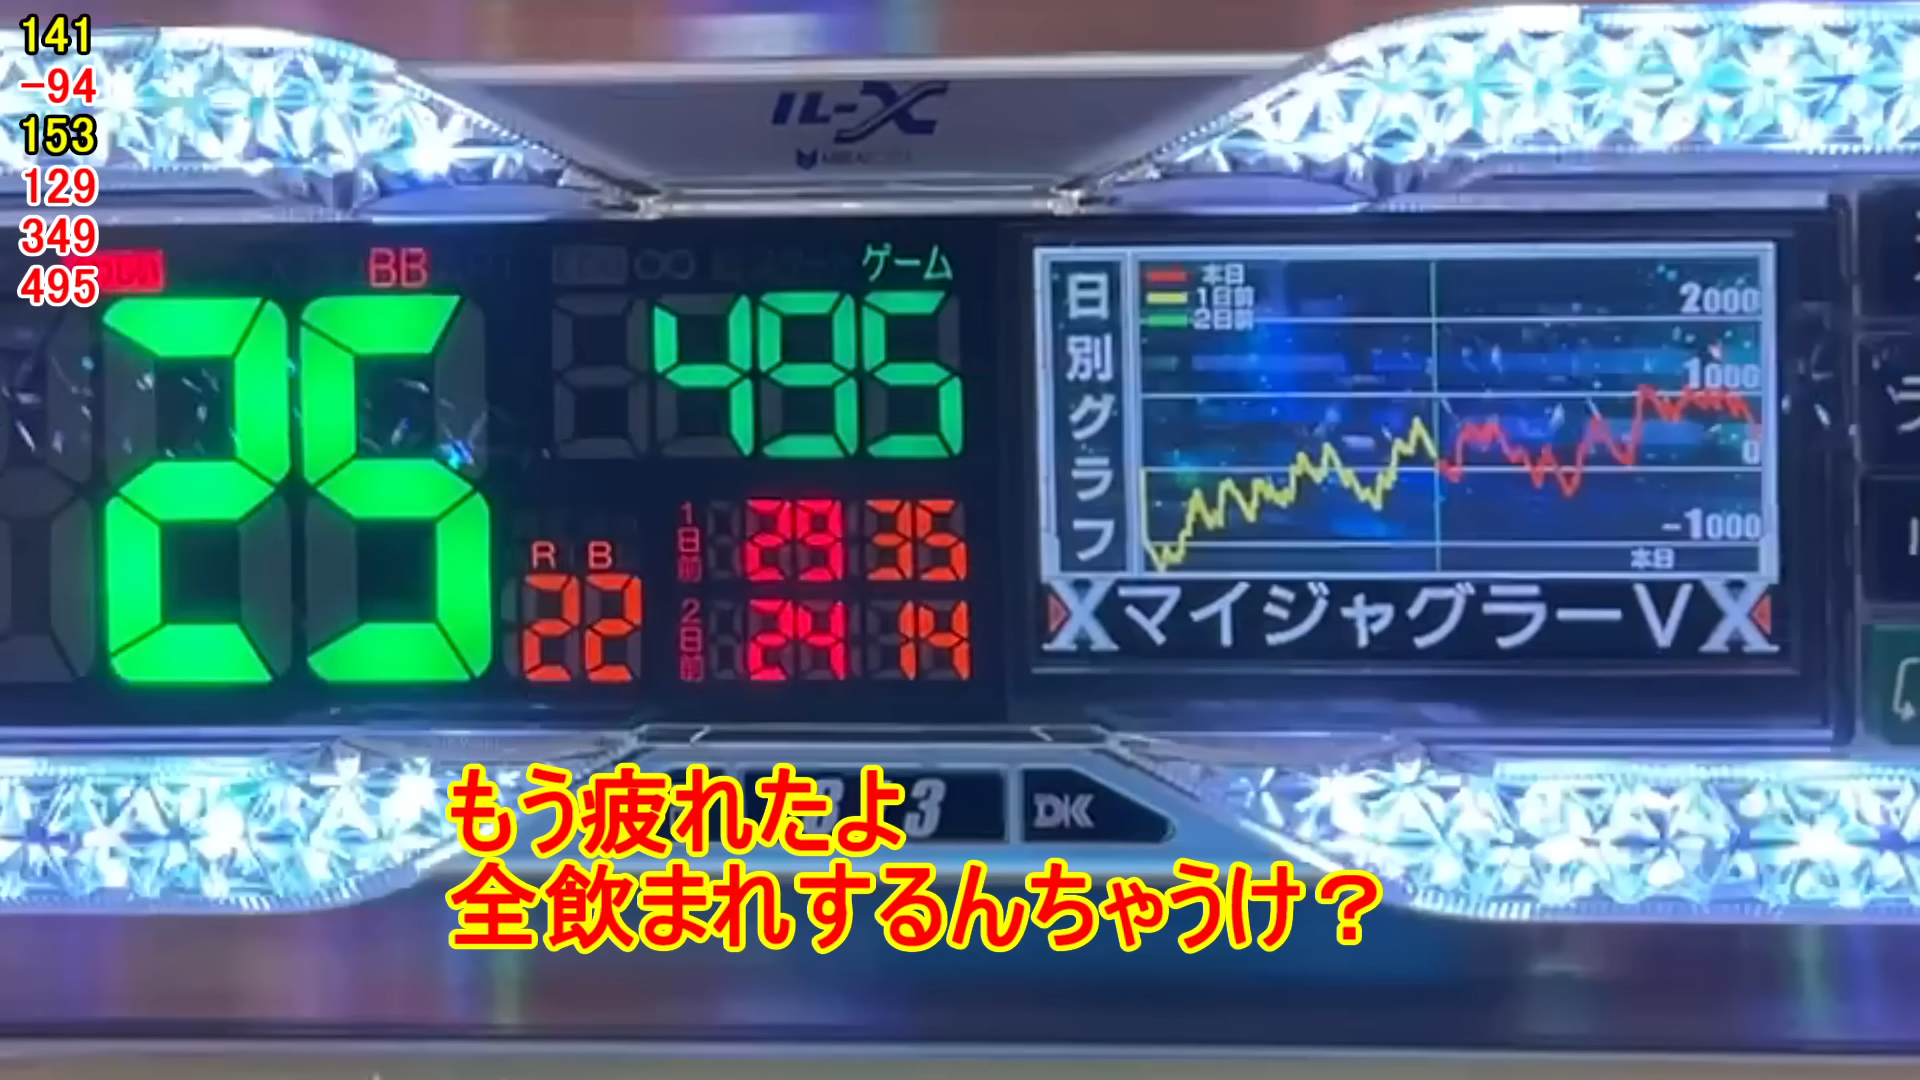 141
-94
153
129
349
495
IL-X
BB
ゲーム
25
495
R B
22
1日前
29 35
2日前
24 14
日別グラフ
本日
1日前
2日前
2000
1000
0
-1000
本日
XマイジャグラーVX
3
DK
もう疲れたよ
全飲まれするんちゃうけ？